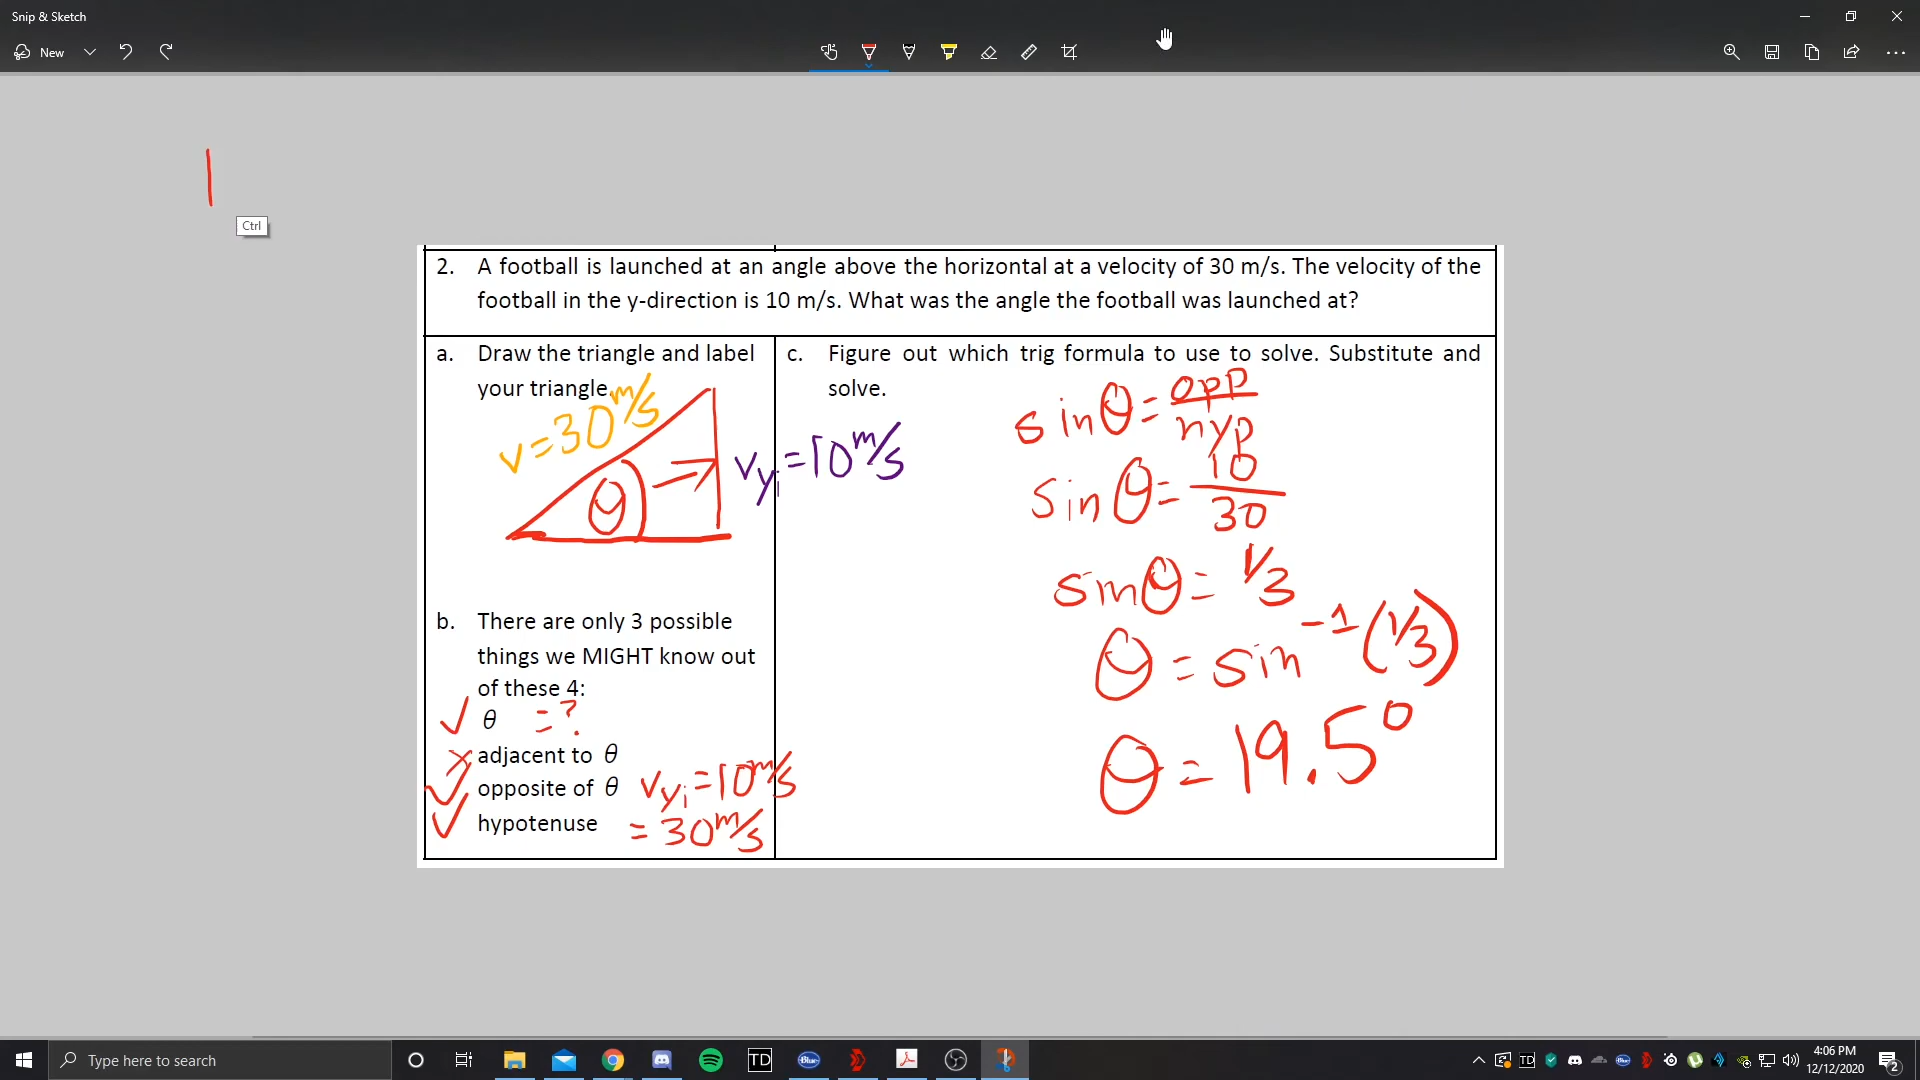 Snip & Sketch
New
Ctrl
2. A football is launched at an angle above the horizontal at a velocity of 30 m/s. The velocity of the
football in the y-direction is 10 m/s. What was the angle the football was launched at?
a. Draw the triangle and label
your triangle.
v=30 m/s
θ
vyi=10 m/s
b. There are only 3 possible
things we MIGHT know out
of these 4:
✓ θ =?
x adjacent to θ
✓ opposite of θ vyi=10 m/s
✓ hypotenuse = 30 m/s
c. Figure out which trig formula to use to solve. Substitute and
solve.
sinθ = opp/hyp
sinθ = 10/30
sinθ = 1/3
θ = sin⁻¹(1/3)
θ = 19.5°
Type here to search
TD
Blue
TD
Blue
4:06 PM
12/12/2020
2